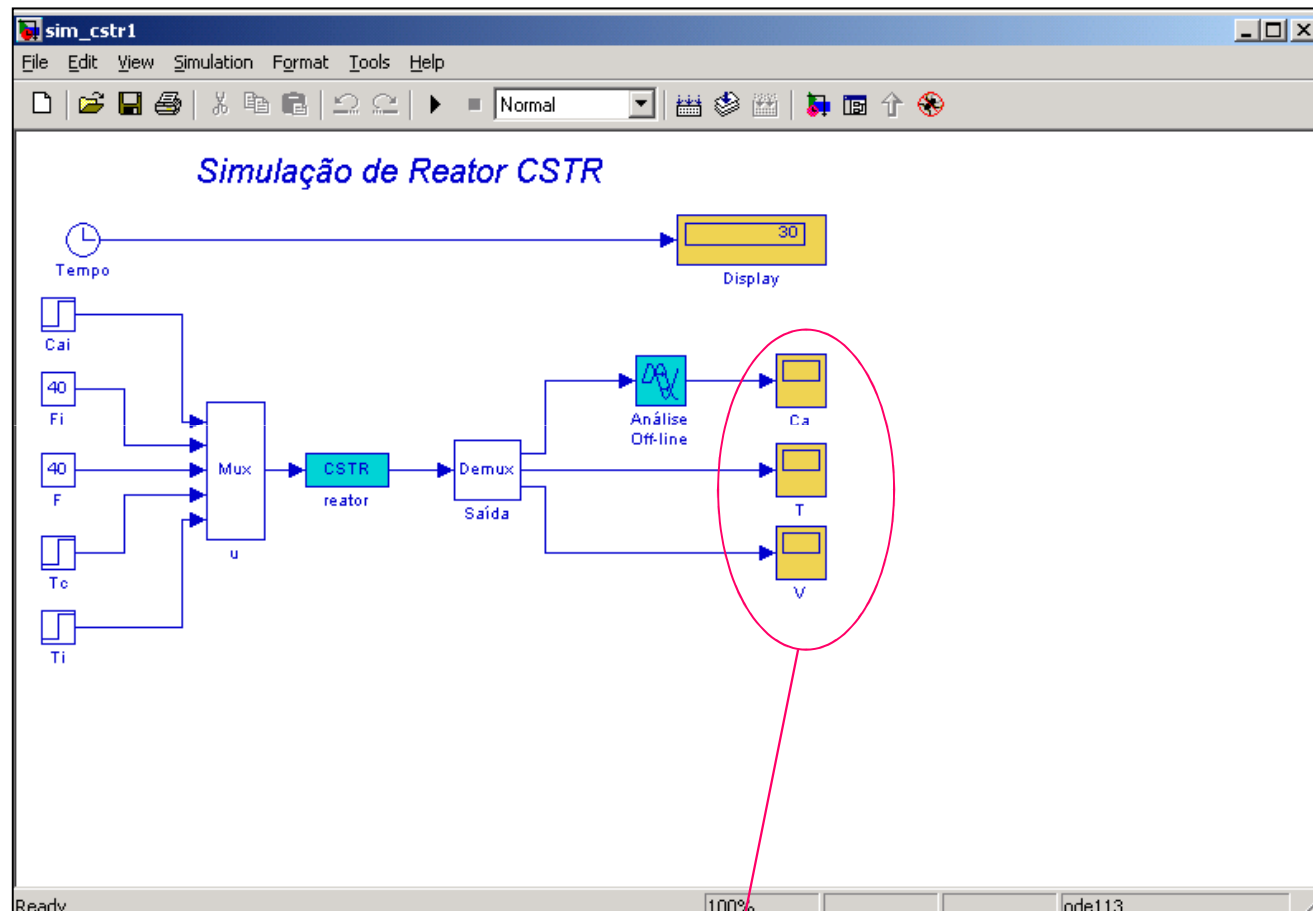 sim_cstr1
File Edit View Simulation Format Tools Help
Normal
Simulação de Reator CSTR
30
Tempo
Display
Cai
40
Fi
Análise
Off-line
Ca
40
F
Mux
CSTR
Demux
reator
Saída
T
u
Tc
V
Ti
Ready
100%
ode113